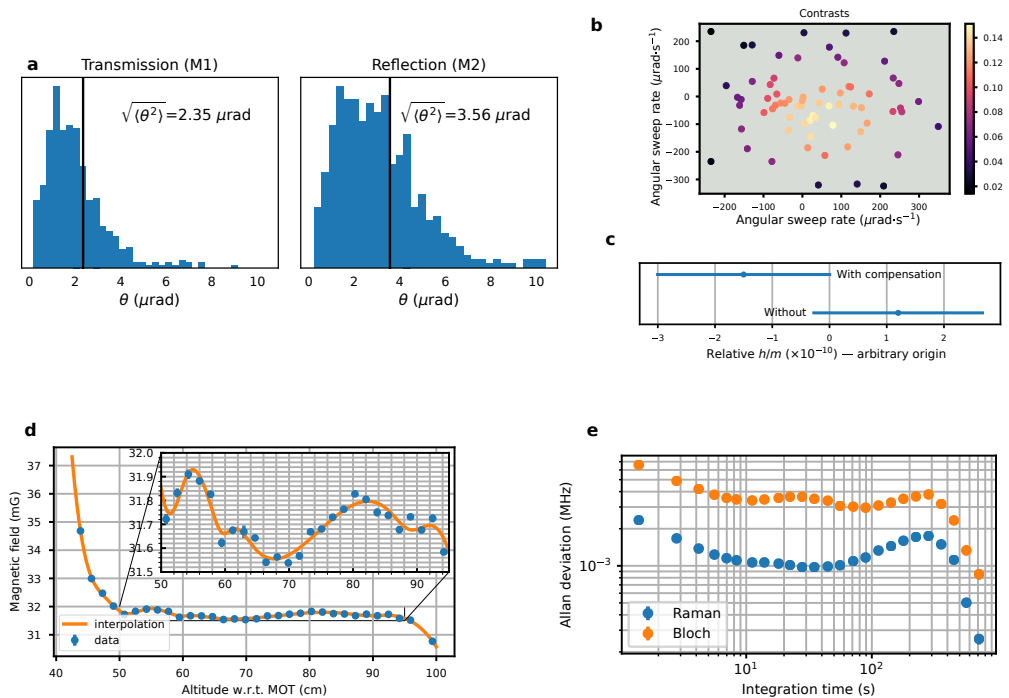 a
Transmission (M1)
Reflection (M2)
√⟨θ²⟩=2.35 μrad
√⟨θ²⟩=3.56 μrad
0 2 4 6 8 10
0 2 4 6 8 10
θ (μrad)
θ (μrad)
b
Contrasts
Angular sweep rate (μrad·s⁻¹)
200
100
0
−100
−200
−300
−200 −100 0 100 200 300
Angular sweep rate (μrad·s⁻¹)
0.14
0.12
0.10
0.08
0.06
0.04
0.02
c
With compensation
Without
−3 −2 −1 0 1 2
Relative h/m (×10⁻¹⁰) — arbitrary origin
d
Magnetic field (mG)
37
36
35
34
33
32
31
32.0
31.9
31.8
31.7
31.6
31.5
50 60 70 80 90
interpolation
data
40 50 60 70 80 90 100
Altitude w.r.t. MOT (cm)
e
Allan deviation (MHz)
10⁻³
Raman
Bloch
10¹ 10²
Integration time (s)